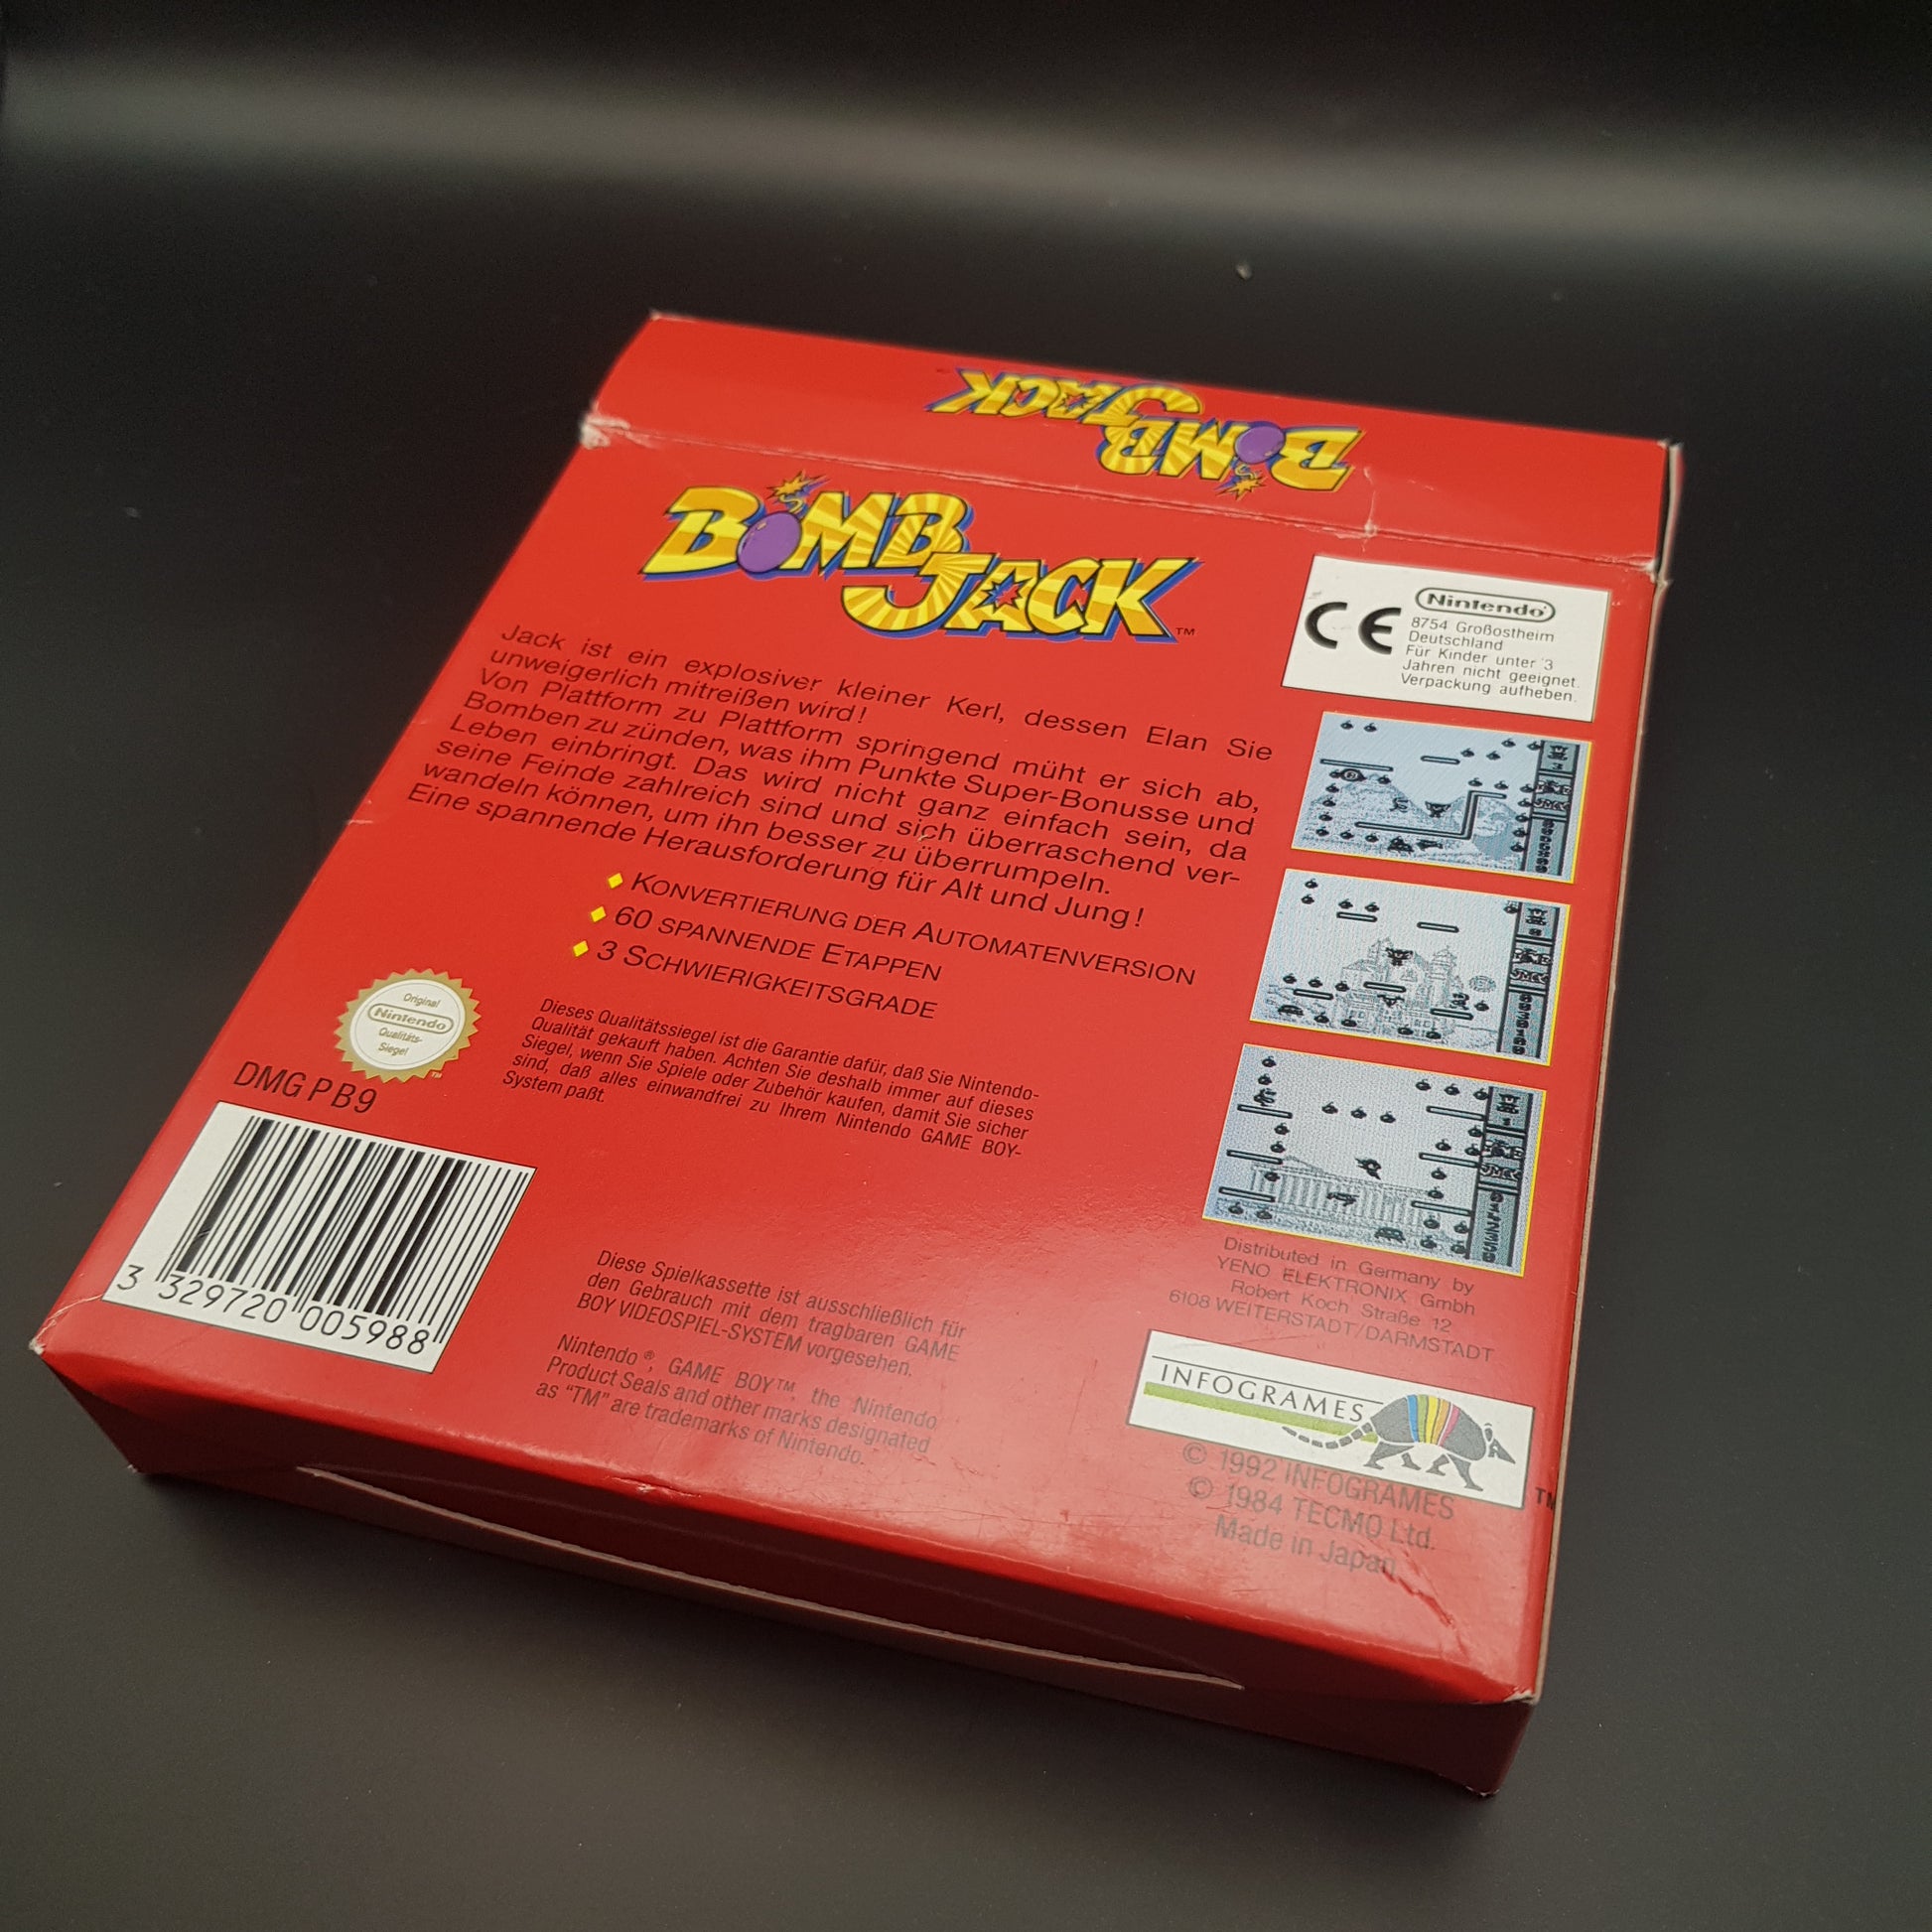 BOMB
JACK
BOMB
JACK™
CE
Nintendo®
8754 Großostheim
Deutschland
Für Kinder unter 3
Jahren nicht geeignet.
Verpackung aufheben.
Jack ist ein explosiver kleiner Kerl, dessen Elan Sie
unweigerlich mitreißen wird!
Von Plattform zu Plattform springend müht er sich ab,
Bomben zu zünden, was ihm Punkte Super-Bonusse und
Leben einbringt. Das wird nicht ganz einfach sein, da
seine Feinde zahlreich sind und sich überraschend ver-
wandeln können, um ihn besser zu überrumpeln.
Eine spannende Herausforderung für Alt und Jung!
KONVERTIERUNG DER AUTOMATENVERSION
60 SPANNENDE ETAPPEN
3 SCHWIERIGKEITSGRADE
Original
Nintendo
Qualitäts-
Siegel
™
Dieses Qualitätssiegel ist die Garantie dafür, daß Sie Nintendo-
Qualität gekauft haben. Achten Sie deshalb immer auf dieses
Siegel, wenn Sie Spiele oder Zubehör kaufen, damit Sie sicher
sind, daß alles einwandfrei zu Ihrem Nintendo GAME BOY-
System paßt.
DMG P B9
3 329720 005988
Diese Spielkassette ist ausschließlich für
den Gebrauch mit dem tragbaren GAME
BOY VIDEOSPIEL-SYSTEM vorgesehen.
Nintendo®, GAME BOY™, the Nintendo
Product Seals and other marks designated
as "TM" are trademarks of Nintendo.
Distributed in Germany by
YENO ELEKTRONIX Gmbh
Robert Koch Straße 12
6108 WEITERSTADT/DARMSTADT
INFOGRAMES
TM
© 1992 INFOGRAMES
© 1984 TECMO Ltd.
Made in Japan